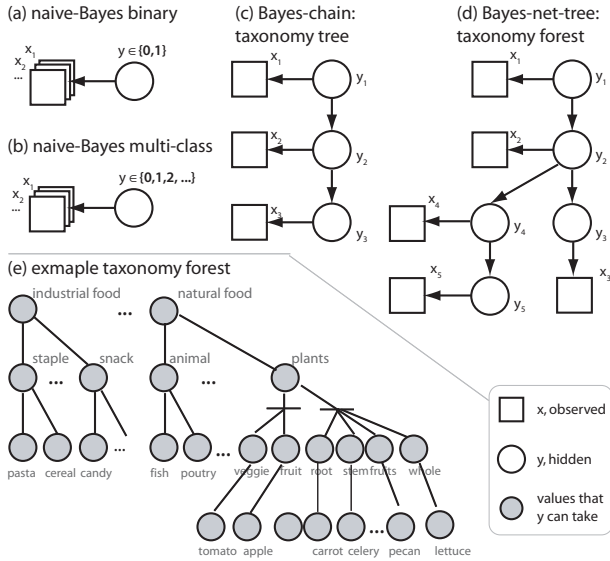 (a) naive-Bayes binary
x1
x2
...
y ∈ {0,1}
(b) naive-Bayes multi-class
x1
x2
...
y ∈ {0,1,2, ...}
(c) Bayes-chain:
taxonomy tree
x1
y1
x2
y2
x3
y3
(d) Bayes-net-tree:
taxonomy forest
x1
y1
x2
y2
x4
y4
y3
x5
y5
x3
(e) exmaple taxonomy forest
industrial food
...
natural food
staple
...
snack
animal
...
plants
pasta
cereal
candy
...
fish
poutry
...
veggie
fruit
root
stem
fruits
whole
tomato
apple
carrot
celery
...
pecan
lettuce
x, observed
y, hidden
values that
y can take